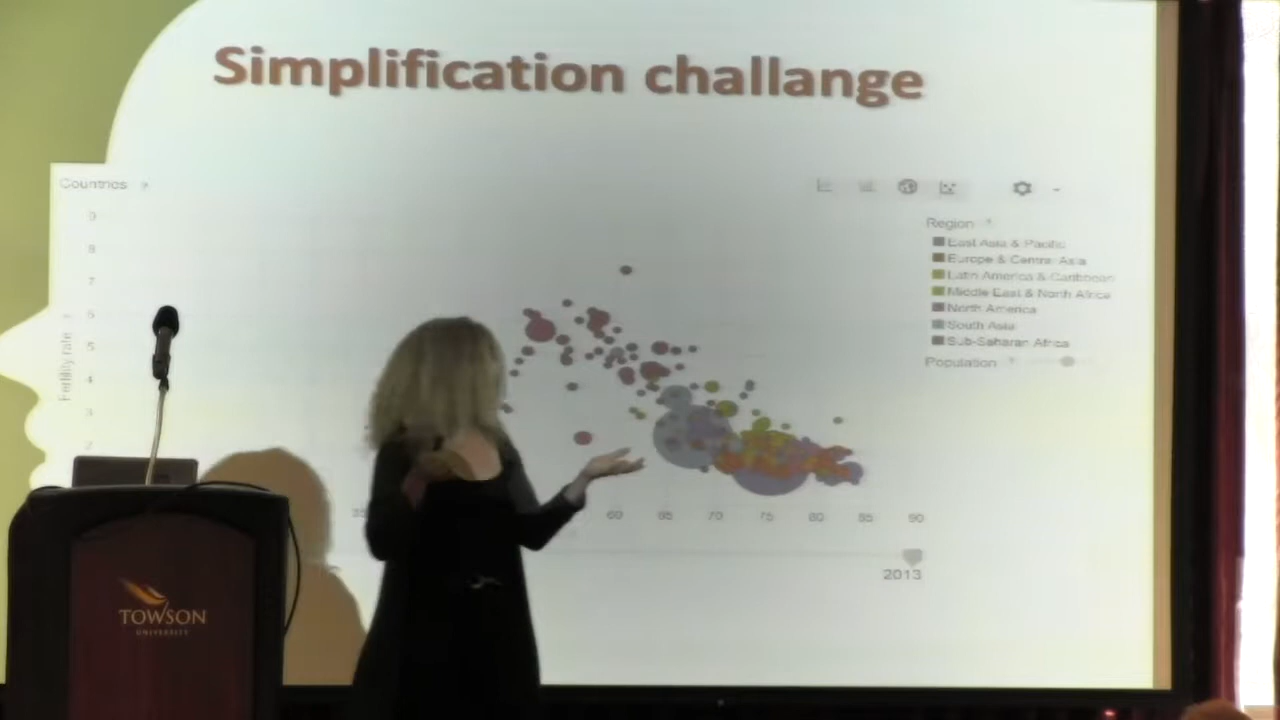 Simplification challange
Countries ?
9
8
7
6
5
4
3
2
Fertility rate
Region
East Asia & Pacific
Europe & Central Asia
Latin America & Caribbean
Middle East & North Africa
North America
South Asia
Sub-Saharan Africa
Population
60 65 70 75 80 85 90
2013
TOWSON
UNIVERSITY